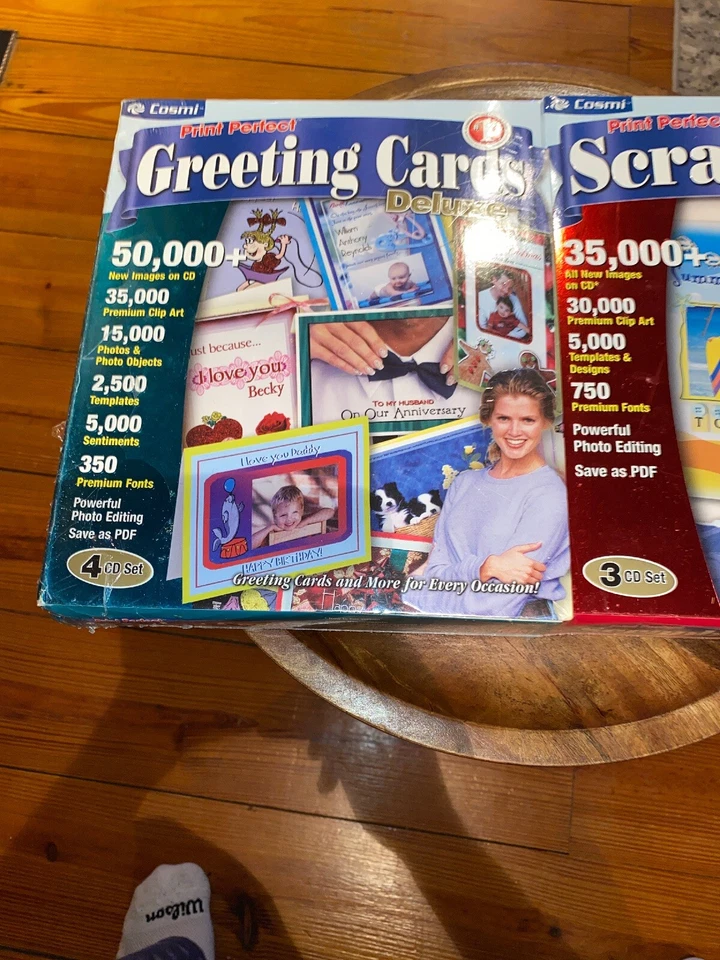 Cosmi
Print Perfect
Greeting Cards
Deluxe
50,000+
New Images on CD
35,000
Premium Clip Art
15,000
Photos &
Photo Objects
2,500
Templates
5,000
Sentiments
350
Premium Fonts
Powerful
Photo Editing
Save as PDF
4 CD Set
William
Anthony
Reynolds
ust because...
I love you
Becky
TO MY HUSBAND
On Our Anniversary
I love you Daddy
HAPPY BIRTHDAY!
Greeting Cards and More for Every Occasion!
Cosmi
Print Perfec
Scra
35,000+
All New Images
on CD*
30,000
Premium Clip Art
5,000
Templates &
Designs
750
Premium Fonts
Powerful
Photo Editing
Save as PDF
3 CD Set
Summ
Wilson